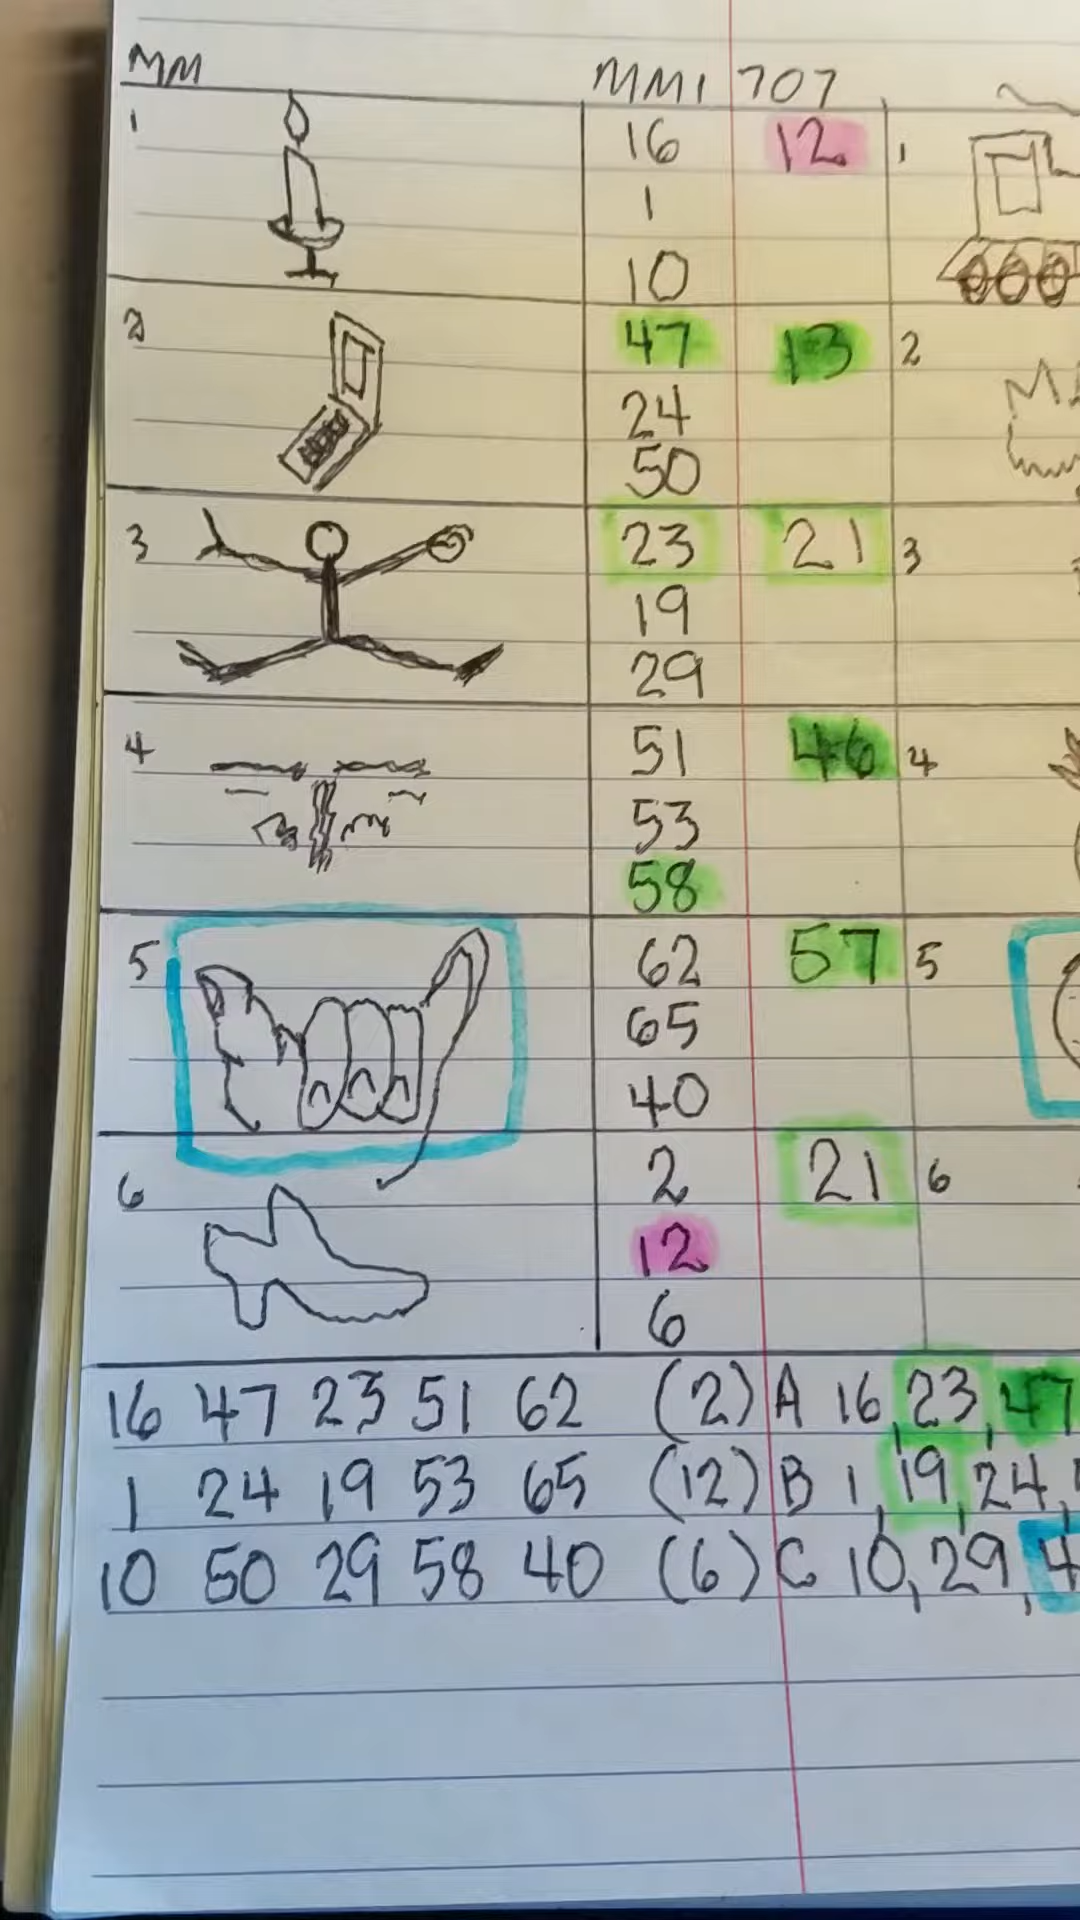 MM MM1 707
1 16 12 1
1
10
2 47 13 2
24
50
3 23 21 3
19
29
4 51 46 4
53
58
5 62 57 5
65
40
6 2 21 6
12
6
16 47 23 51 62 (2) A 16, 23, 47
1 24 19 53 65 (12) B 1, 19, 24,
10 50 29 58 40 (6) C 10, 29, 4